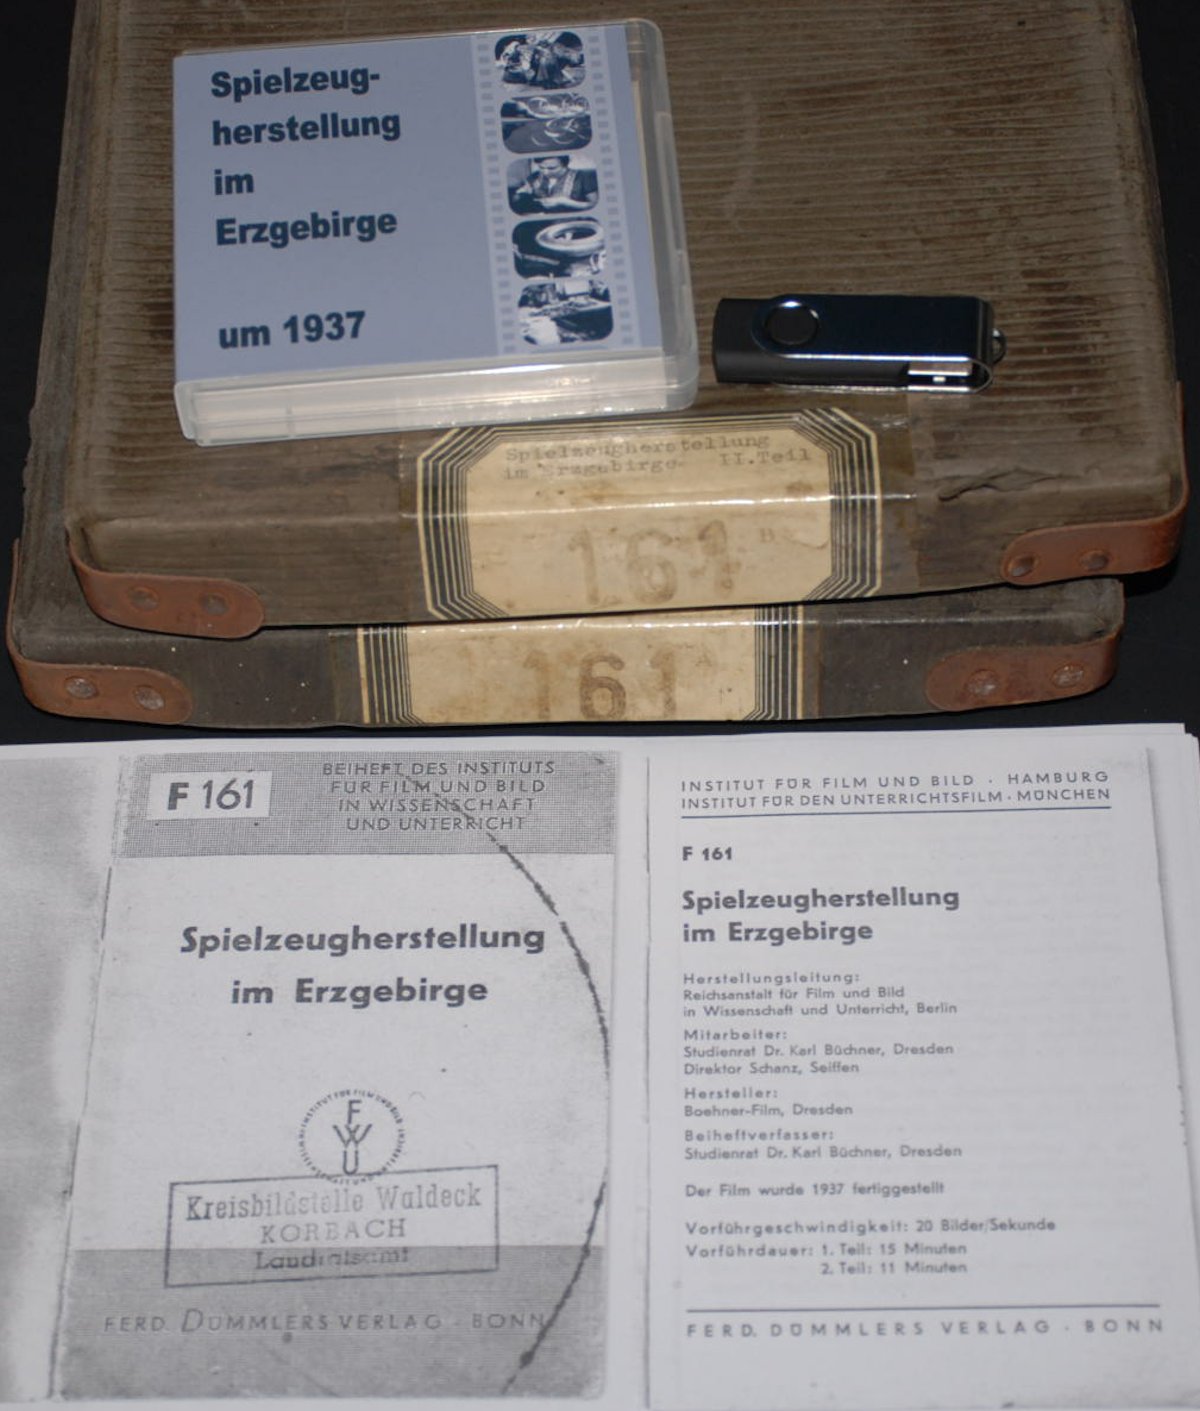 Spielzeug-
herstellung
im
Erzgebirge
um 1937
Spielzeugherstellung
im Erzgebirge II.Teil
161 B
161 A
F 161
BEIHEFT DES INSTITUTS
FÜR FILM UND BILD
IN WISSENSCHAFT
UND UNTERRICHT
Spielzeugherstellung
im Erzgebirge
F
W
U
Kreisbildstelle Waldeck
KORBACH
Landratsamt
FERD. DÜMMLERS VERLAG · BONN
INSTITUT FÜR FILM UND BILD · HAMBURG
INSTITUT FÜR DEN UNTERRICHTSFILM · MÜNCHEN
F 161
Spielzeugherstellung
im Erzgebirge
Herstellungsleitung:
Reichsanstalt für Film und Bild
in Wissenschaft und Unterricht, Berlin
Mitarbeiter:
Studienrat Dr. Karl Büchner, Dresden
Direktor Schanz, Seiffen
Hersteller:
Boehner-Film, Dresden
Beiheftverfasser:
Studienrat Dr. Karl Büchner, Dresden
Der Film wurde 1937 fertiggestellt
Vorführgeschwindigkeit: 20 Bilder/Sekunde
Vorführdauer: 1. Teil: 15 Minuten
2. Teil: 11 Minuten
FERD. DÜMMLERS VERLAG · BONN